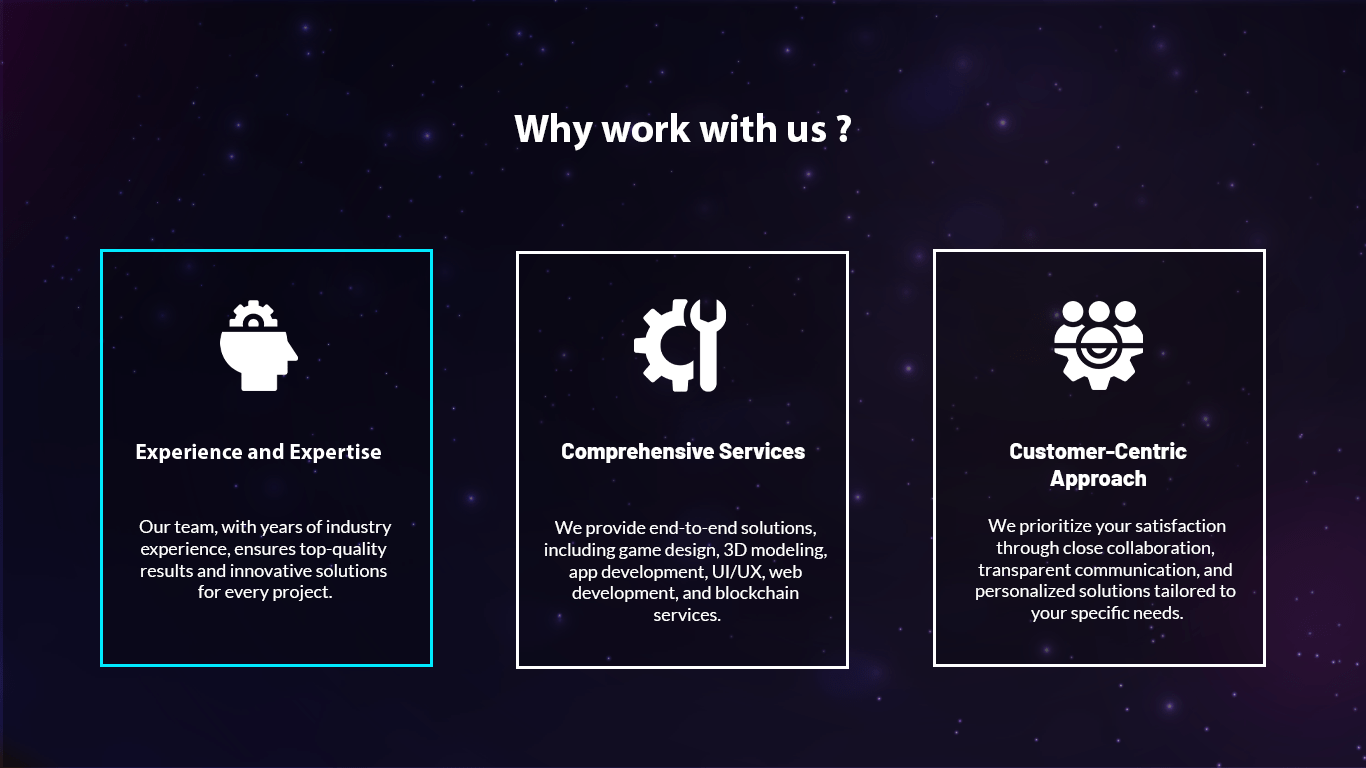 Why work with us ?
Experience and Expertise
Our team, with years of industry
experience, ensures top-quality
results and innovative solutions
for every project.
Comprehensive Services
We provide end-to-end solutions,
including game design, 3D modeling,
app development, UI/UX, web
development, and blockchain
services.
Customer-Centric
Approach
We prioritize your satisfaction
through close collaboration,
transparent communication, and
personalized solutions tailored to
your specific needs.